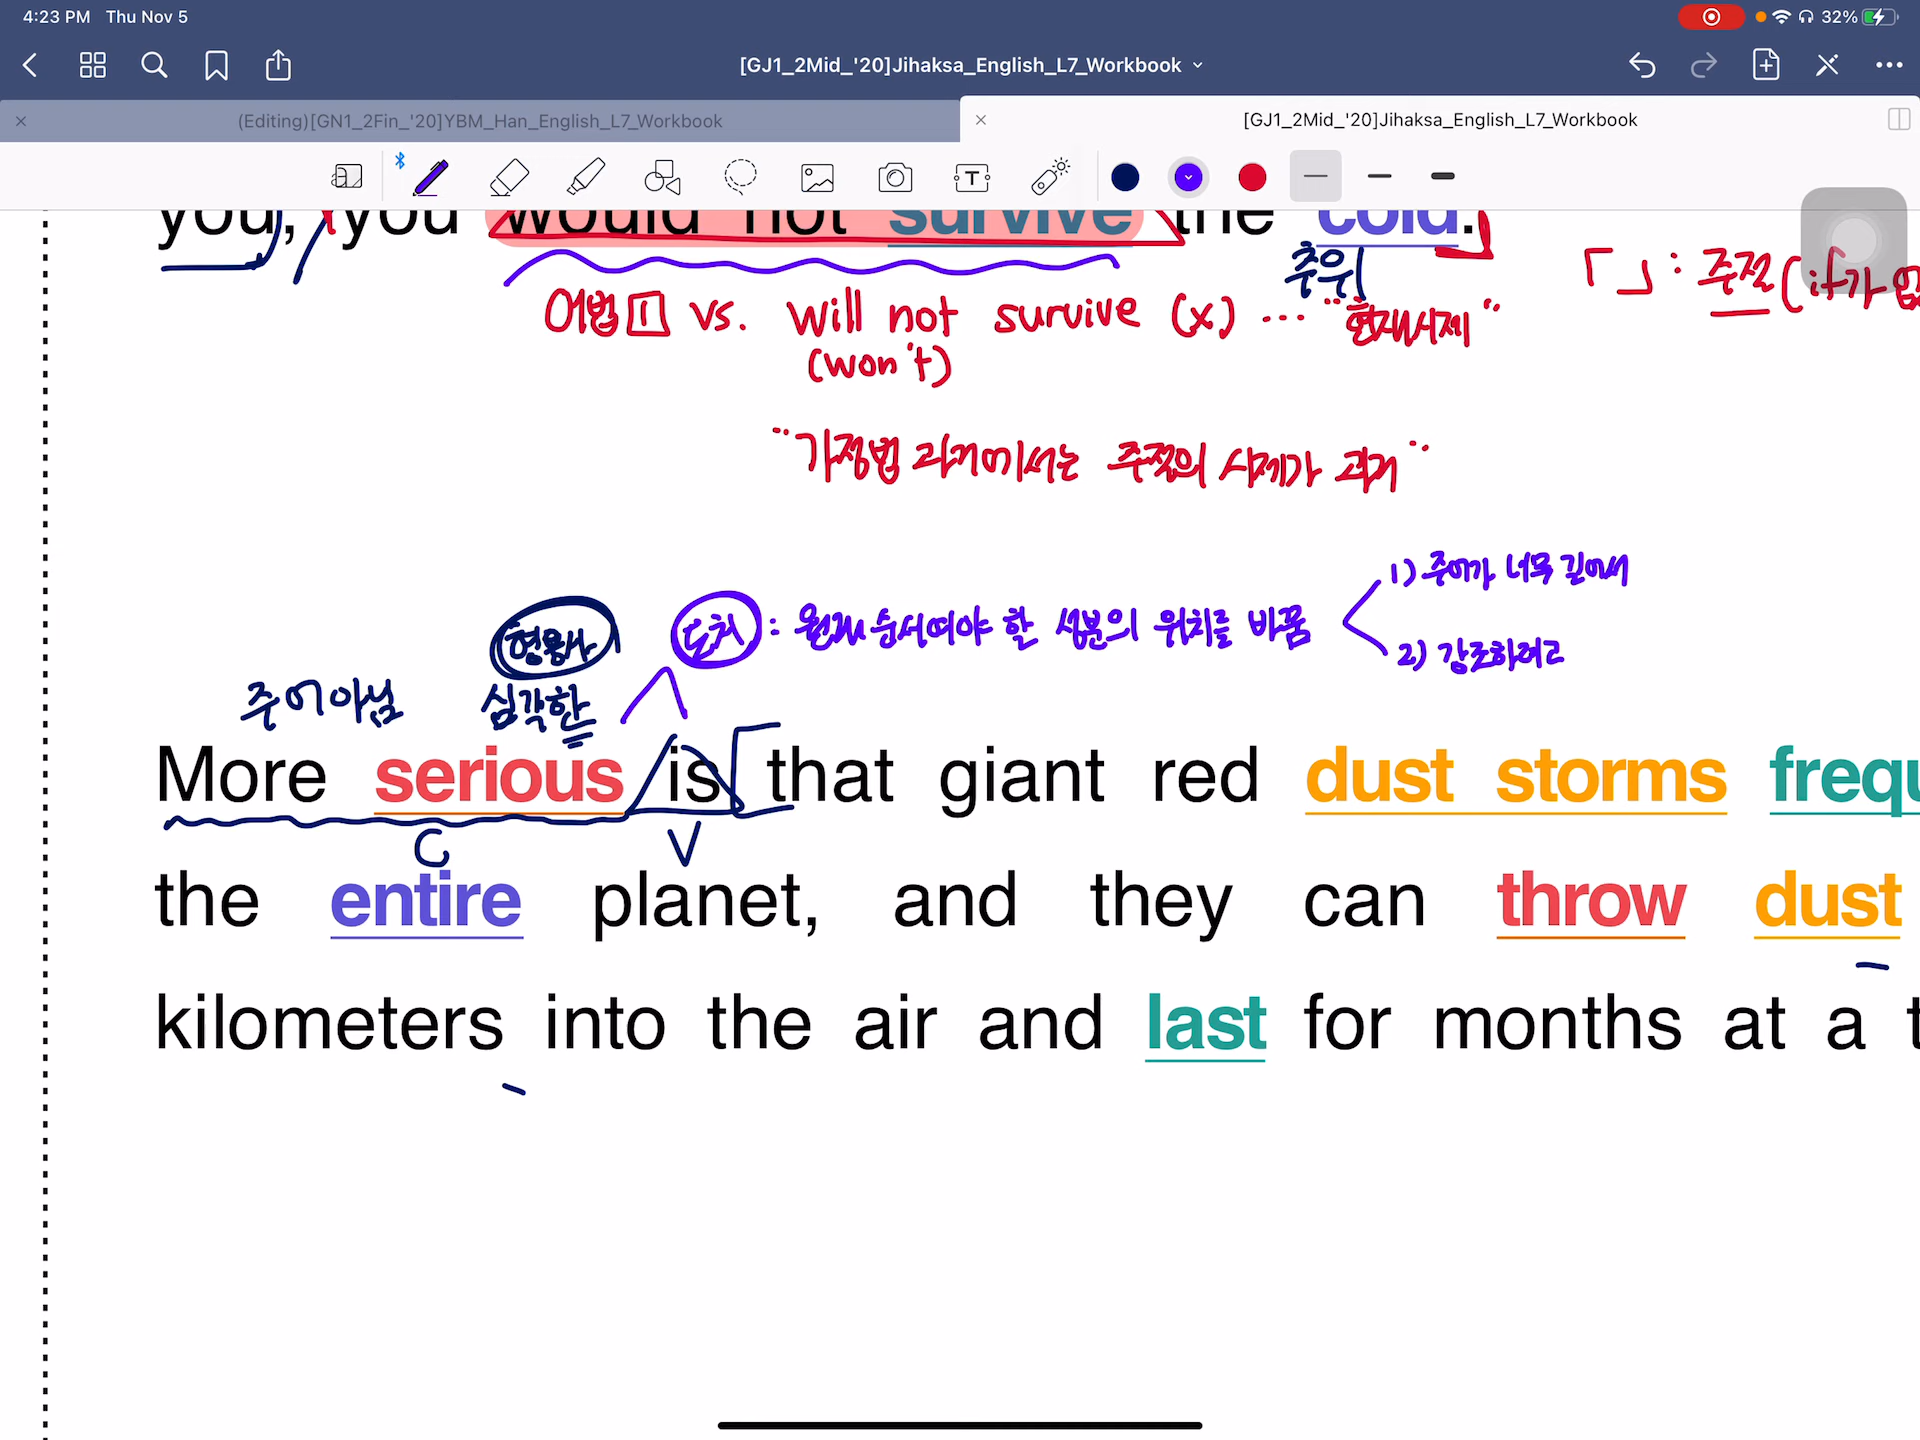 4:23 PM Thu Nov 5
32%
[GJ1_2Mid_'20]Jihaksa_English_L7_Workbook
(Editing)[GN1_2Fin_'20]YBM_Han_English_L7_Workbook
[GJ1_2Mid_'20]Jihaksa_English_L7_Workbook
you, you would not survive the cold.
추위
「 」: 주절 (if가
어법 1 vs. will not survive (x) ... "현재시제"
(won't)
"가정법 과거에서는 주절의 시제가 과거"
1) 주어가 너무 길어서
형용사 도치 : 원래 순서여야 할 성분의 위치를 바꿈
2) 강조하려고
주어아님 심각한
More serious is that giant red dust storms frequ
C V
the entire planet, and they can throw dust
kilometers into the air and last for months at a t